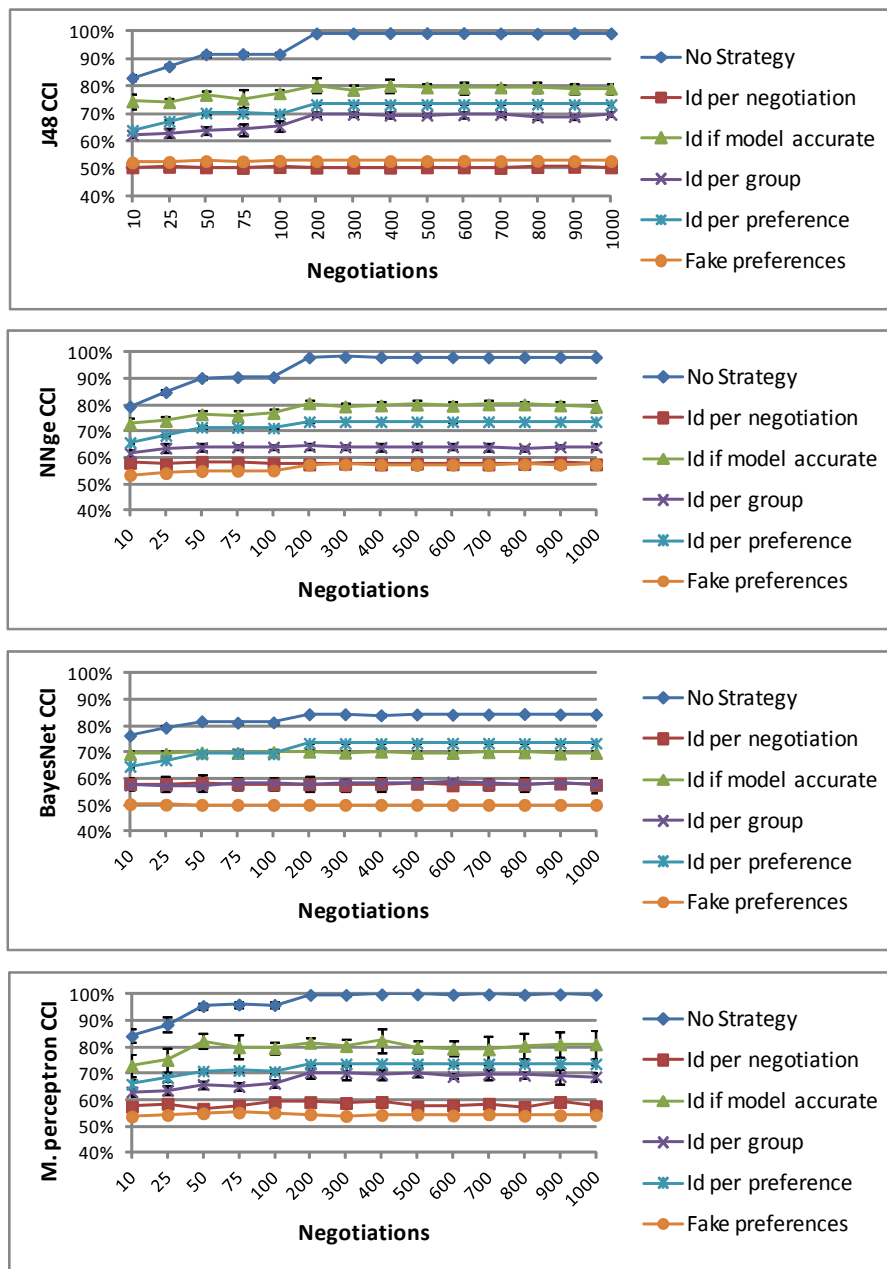 J48 CCI
100%
90%
80%
70%
60%
50%
40%
10 25 50 75 100 200 300 400 500 600 700 800 900 1000
Negotiations
No Strategy
Id per negotiation
Id if model accurate
Id per group
Id per preference
Fake preferences
NNge CCI
100%
90%
80%
70%
60%
50%
40%
10 25 50 75 100 200 300 400 500 600 700 800 900 1000
Negotiations
No Strategy
Id per negotiation
Id if model accurate
Id per group
Id per preference
Fake preferences
BayesNet CCI
100%
90%
80%
70%
60%
50%
40%
10 25 50 75 100 200 300 400 500 600 700 800 900 1000
Negotiations
No Strategy
Id per negotiation
Id if model accurate
Id per group
Id per preference
Fake preferences
M. perceptron CCI
100%
90%
80%
70%
60%
50%
40%
10 25 50 75 100 200 300 400 500 600 700 800 900 1000
Negotiations
No Strategy
Id per negotiation
Id if model accurate
Id per group
Id per preference
Fake preferences